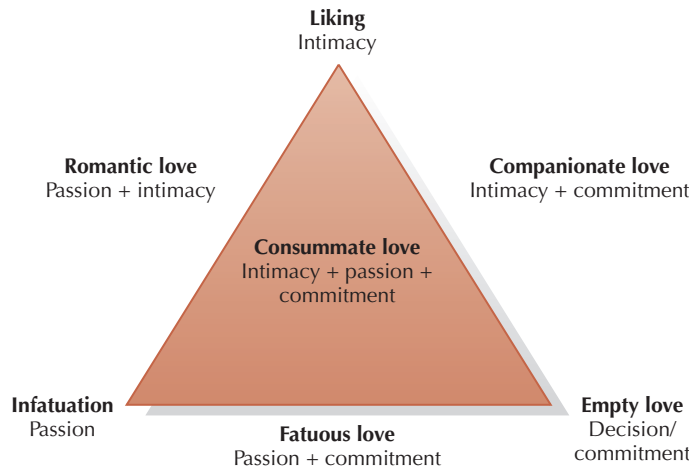 Liking
Intimacy
Romantic love
Passion + intimacy
Companionate love
Intimacy + commitment
Consummate love
Intimacy + passion +
commitment
Infatuation
Passion
Fatuous love
Passion + commitment
Empty love
Decision/
commitment